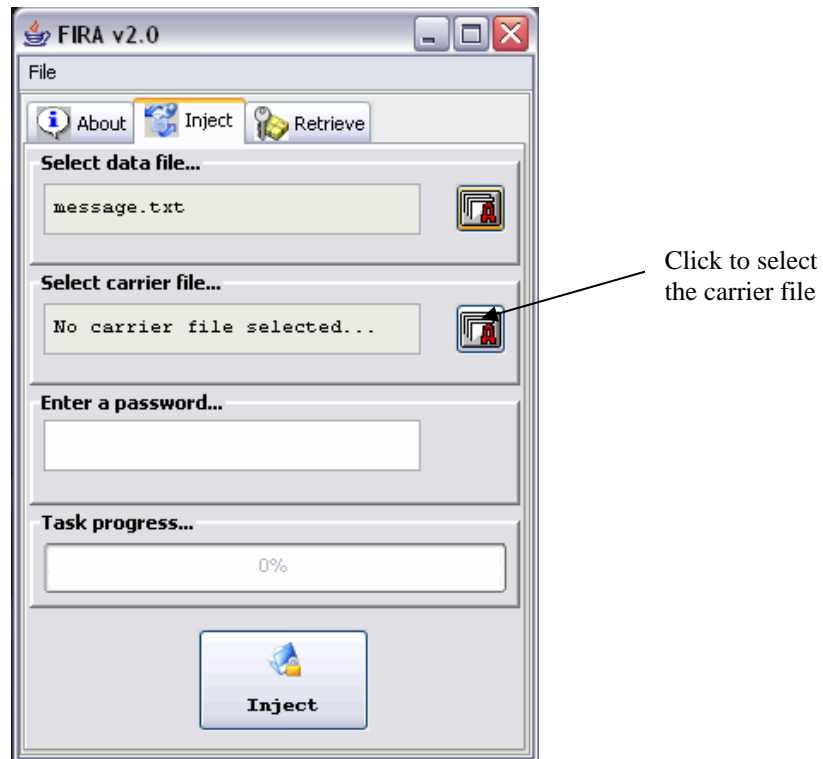 FIRA v2.0
File
About Inject Retrieve
Select data file...
message.txt
Select carrier file...
No carrier file selected...
Enter a password...
Task progress...
0%
Inject
Click to select
the carrier file